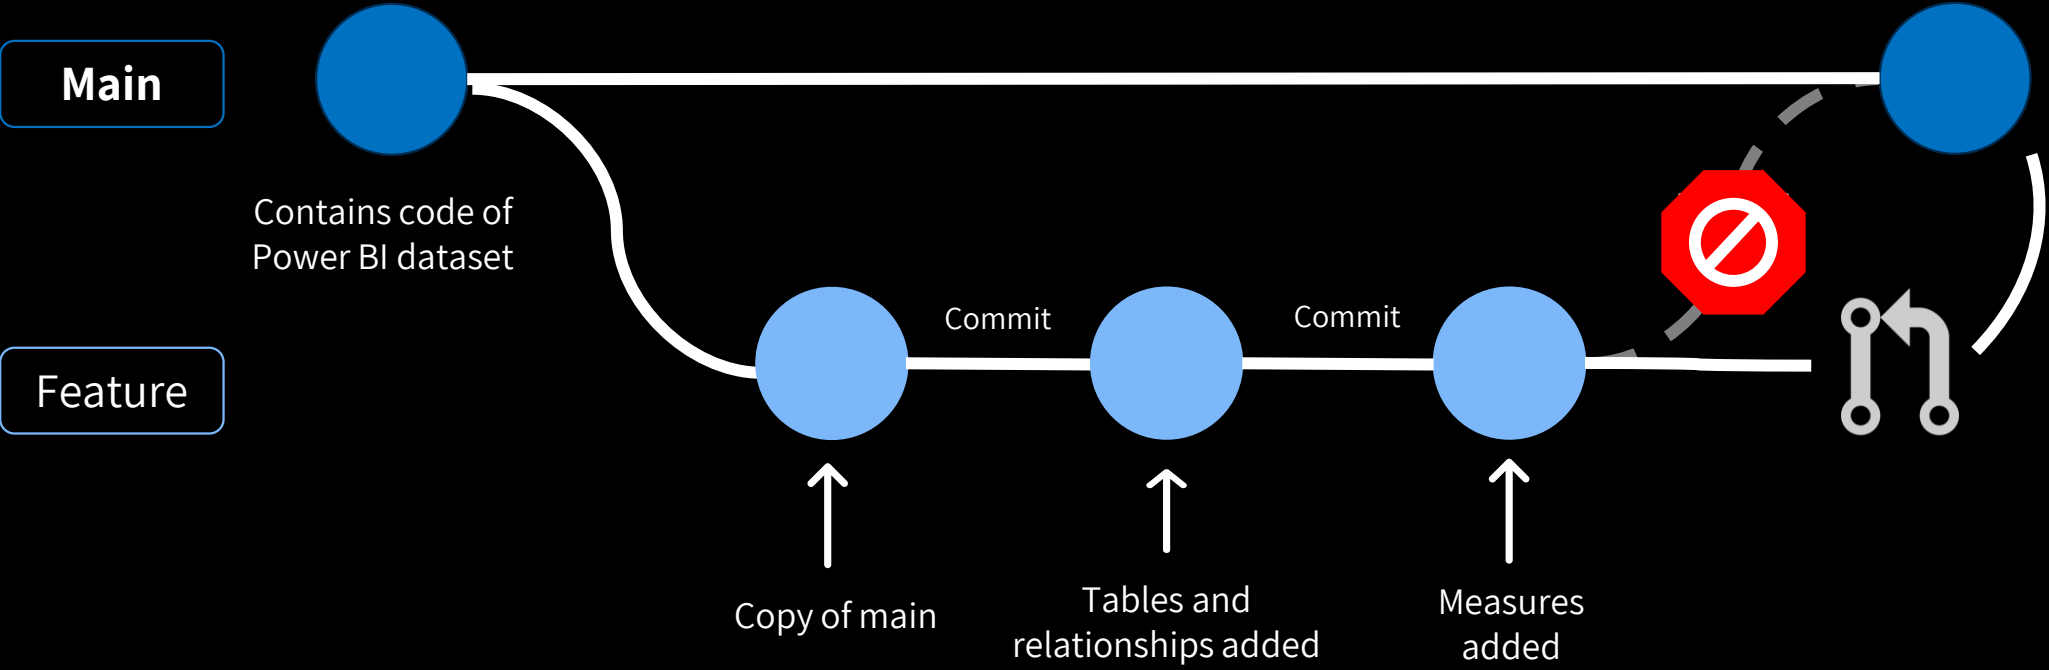 Main
Contains code of
Power BI dataset
Commit
Commit
Feature
Copy of main
Tables and
relationships added
Measures
added